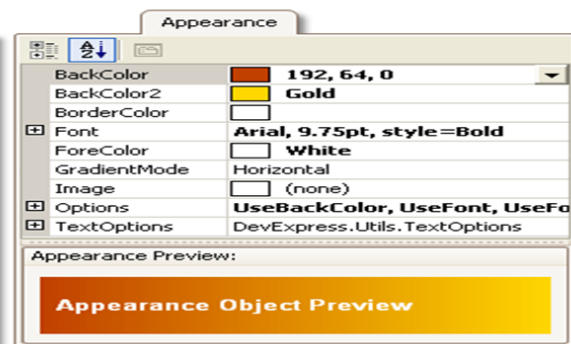 Appearance
BackColor 192, 64, 0
BackColor2 Gold
BorderColor
Font Arial, 9.75pt, style=Bold
ForeColor White
GradientMode Horizontal
Image (none)
Options UseBackColor, UseFont, UseFo
TextOptions DevExpress.Utils.TextOptions
Appearance Preview:
Appearance Object Preview